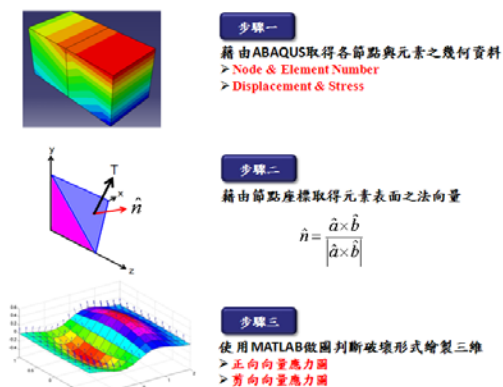 步驟一
藉由ABAQUS取得各節點與元素之幾何資料
➢ Node & Element Number
➢ Displacement & Stress
步驟二
藉由節點座標取得元素表面之法向量
y
T
x
n̂
z
n̂ = â×b̂ / |â×b̂|
步驟三
使用MATLAB做圖判斷破壞形式繪製三維
➢ 正向向量應力圖
➢ 剪向向量應力圖